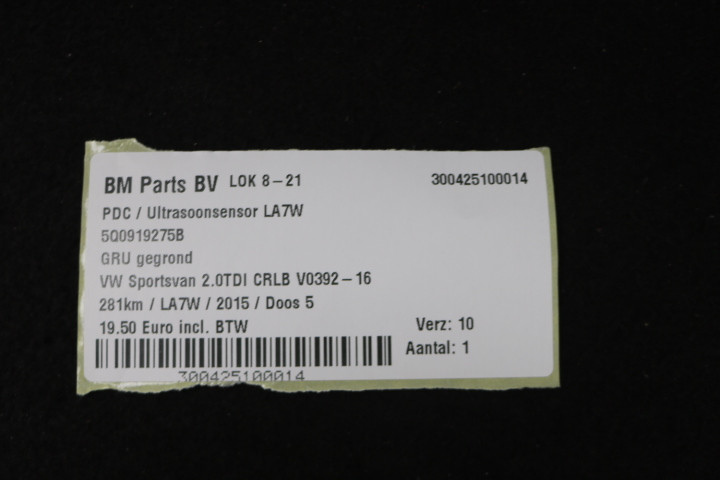 BM Parts BV LOK 8-21 300425100014
PDC / Ultrasoonsensor LA7W
5Q0919275B
GRU gegrond
VW Sportsvan 2.0TDI CRLB V0392-16
281km / LA7W / 2015 / Doos 5
19.50 Euro incl. BTW Verz: 10
Aantal: 1
300425100014